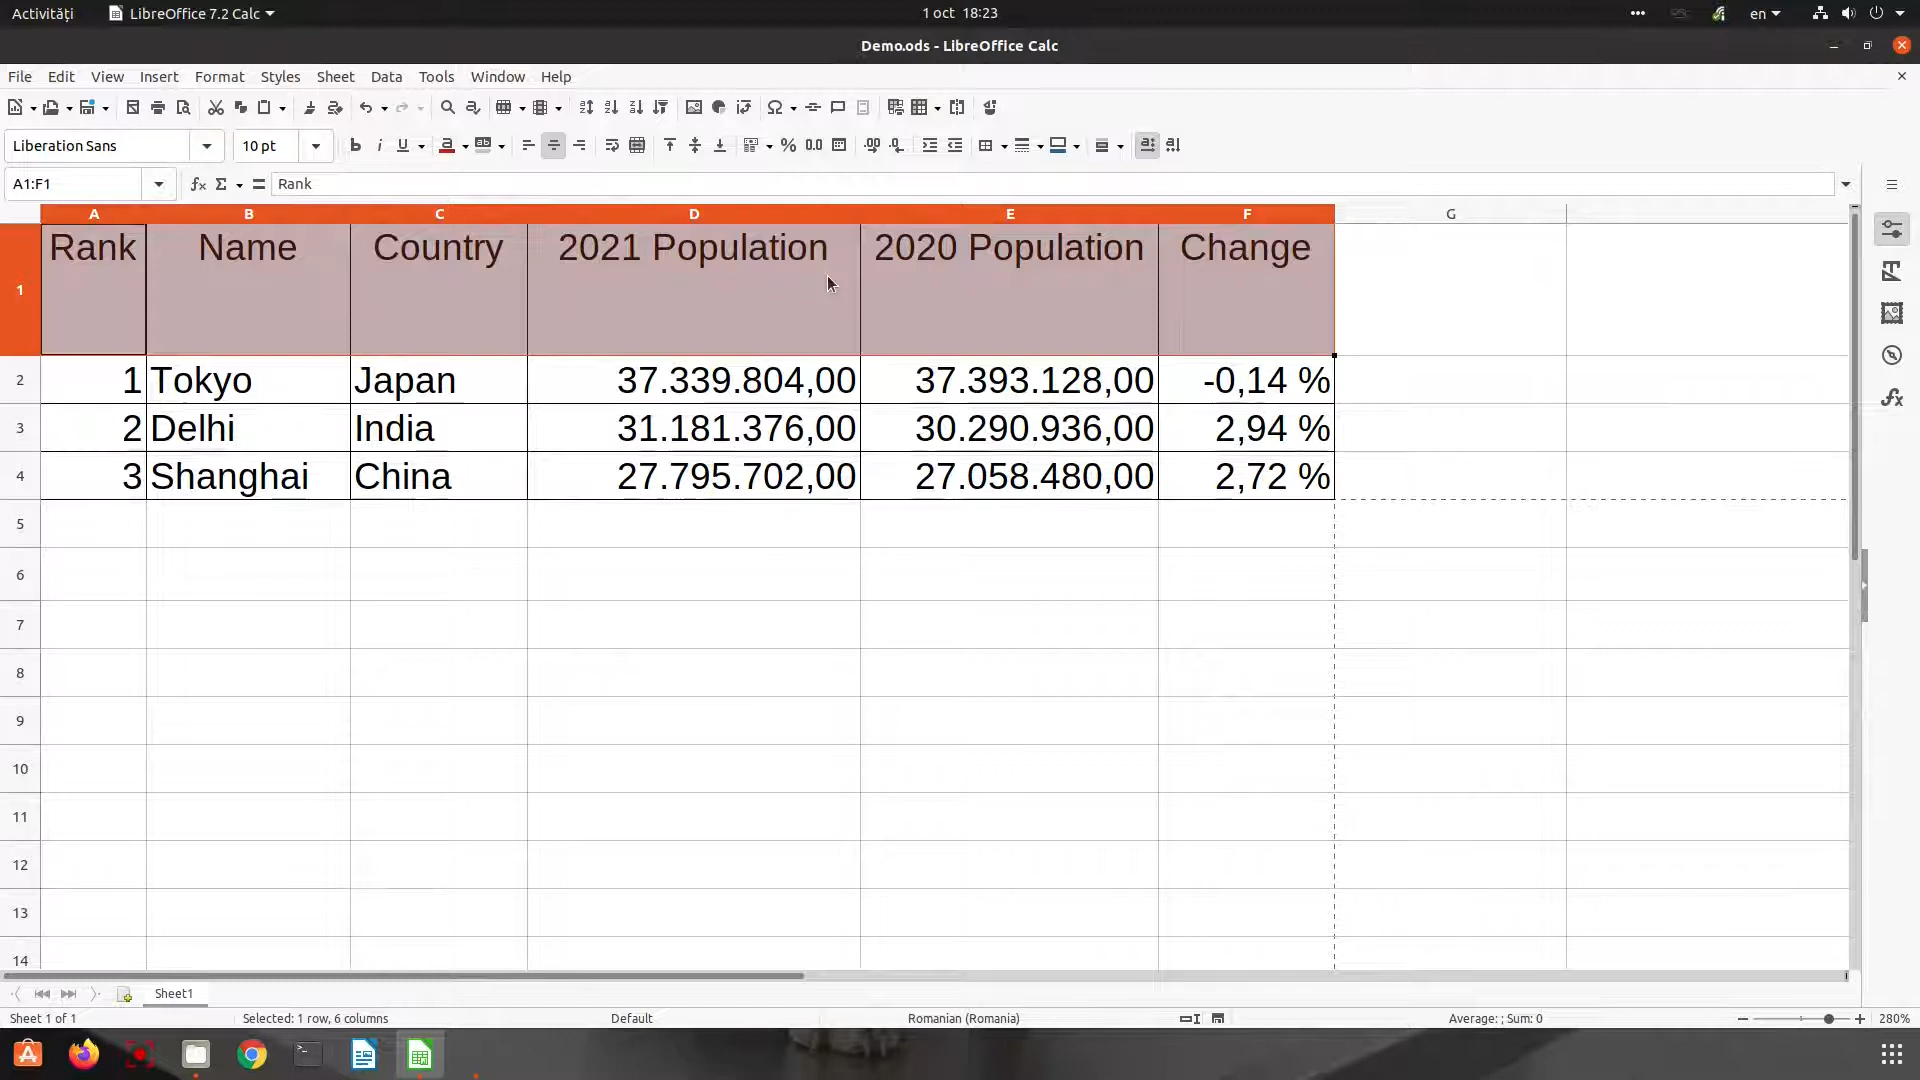 Activități LibreOffice 7.2 Calc 1 oct 18:23 en
Demo.ods - LibreOffice Calc
File Edit View Insert Format Styles Sheet Data Tools Window Help
Liberation Sans 10 pt
A1:F1 Rank
A B C D E F G
1 Rank Name Country 2021 Population 2020 Population Change
2 1 Tokyo Japan 37.339.804,00 37.393.128,00 -0,14 %
3 2 Delhi India 31.181.376,00 30.290.936,00 2,94 %
4 3 Shanghai China 27.795.702,00 27.058.480,00 2,72 %
5
6
7
8
9
10
11
12
13
14
Sheet1
Sheet 1 of 1 Selected: 1 row, 6 columns Default Romanian (Romania) Average: ; Sum: 0 280%